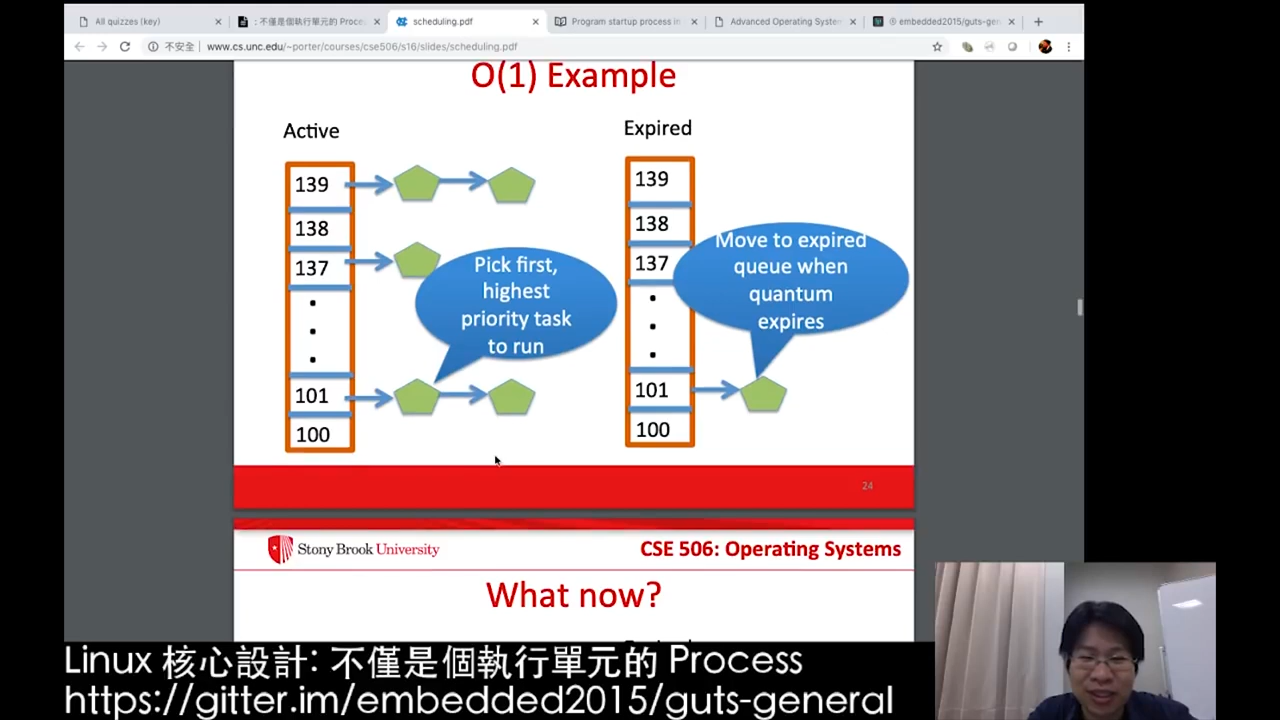 All quizzes (key)
: 不僅是個執行單元的 Proce
scheduling.pdf
Program startup process in
Advanced Operating System
® embedded2015/guts-gen
不安全
www.cs.unc.edu/~porter/courses/cse506/s16/slides/scheduling.pdf
O(1) Example
Active
Expired
139
138
137
101
100
Pick first,
highest
priority task
to run
139
138
137
101
100
Move to expired
queue when
quantum
expires
24
Stony Brook University
CSE 506: Operating Systems
What now?
Linux 核心設計: 不僅是個執行單元的 Process
https://gitter.im/embedded2015/guts-general